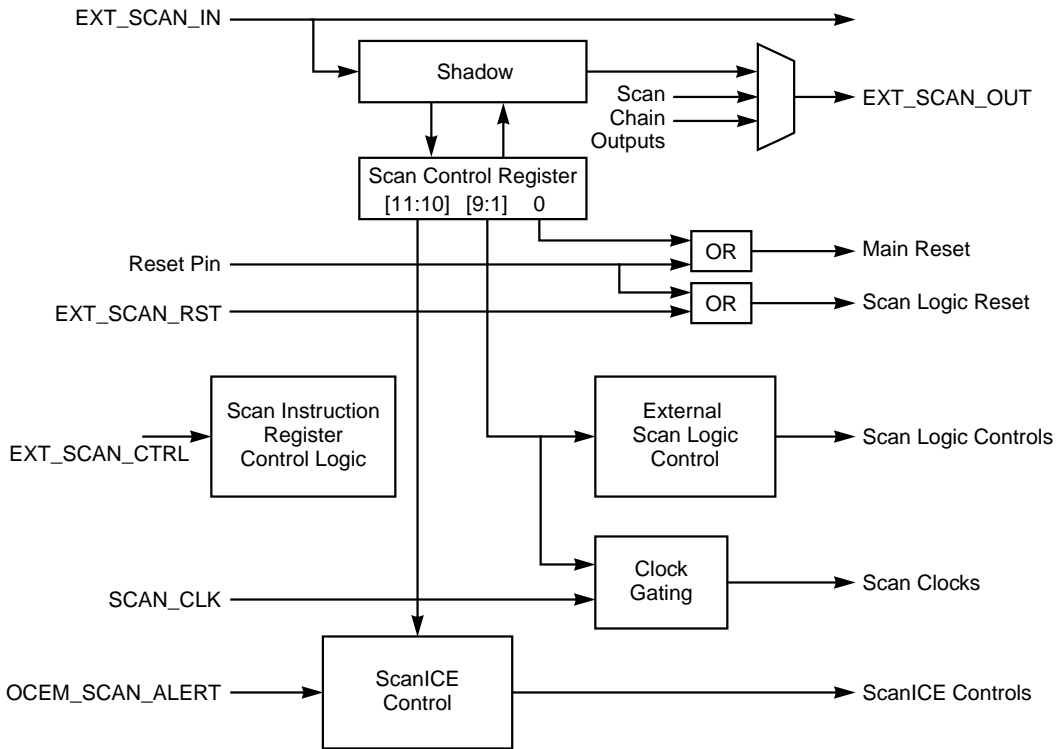 EXT_SCAN_IN
Shadow
Scan
Chain
Outputs
EXT_SCAN_OUT
Scan Control Register
[11:10] [9:1] 0
Reset Pin
OR
Main Reset
EXT_SCAN_RST
OR
Scan Logic Reset
EXT_SCAN_CTRL
Scan Instruction
Register
Control Logic
External
Scan Logic
Control
Scan Logic Controls
SCAN_CLK
Clock
Gating
Scan Clocks
OCEM_SCAN_ALERT
ScanICE
Control
ScanICE Controls